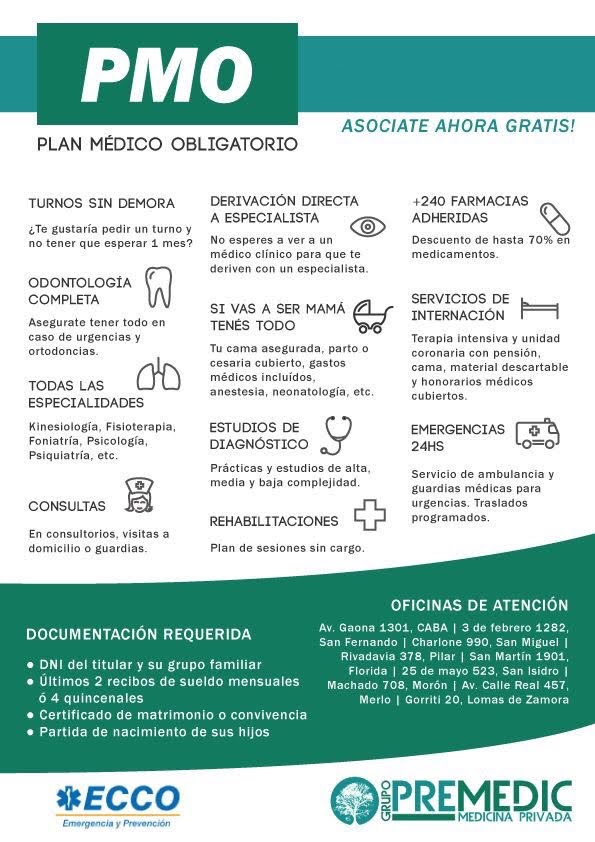 PMO
PLAN MÉDICO OBLIGATORIO
ASOCIATE AHORA GRATIS!
TURNOS SIN DEMORA
¿Te gustaría pedir un turno y
no tener que esperar 1 mes?
ODONTOLOGÍA
COMPLETA
Asegurate tener todo en
caso de urgencias y
ortodoncias.
TODAS LAS
ESPECIALIDADES
Kinesiología, Fisioterapia,
Foniatría, Psicología,
Psiquiatría, etc.
CONSULTAS
En consultorios, visitas a
domicilio o guardias.
DERIVACIÓN DIRECTA
A ESPECIALISTA
No esperes a ver a un
médico clínico para que te
deriven con un especialista.
SI VAS A SER MAMÁ
TENÉS TODO
Tu cama asegurada, parto o
cesaria cubierto, gastos
médicos incluídos,
anestesia, neonatología, etc.
ESTUDIOS DE
DIAGNÓSTICO
Prácticas y estudios de alta,
media y baja complejidad.
REHABILITACIONES
Plan de sesiones sin cargo.
+240 FARMACIAS
ADHERIDAS
Descuento de hasta 70% en
medicamentos.
SERVICIOS DE
INTERNACIÓN
Terapia intensiva y unidad
coronaria con pensión,
cama, material descartable
y honorarios médicos
cubiertos.
EMERGENCIAS
24HS
Servicio de ambulancia y
guardias médicas para
urgencias. Traslados
programados.
DOCUMENTACIÓN REQUERIDA
● DNI del titular y su grupo familiar
● Últimos 2 recibos de sueldo mensuales
ó 4 quincenales
● Certificado de matrimonio o convivencia
● Partida de nacimiento de sus hijos
OFICINAS DE ATENCIÓN
Av. Gaona 1301, CABA | 3 de febrero 1282,
San Fernando | Charlone 990, San Miguel |
Rivadavia 378, Pilar | San Martín 1901,
Florida | 25 de mayo 523, San Isidro |
Machado 708, Morón | Av. Calle Real 457,
Merlo | Gorriti 20, Lomas de Zamora
ECCO
Emergencia y Prevención
GRUPO
PREMEDIC
MEDICINA PRIVADA